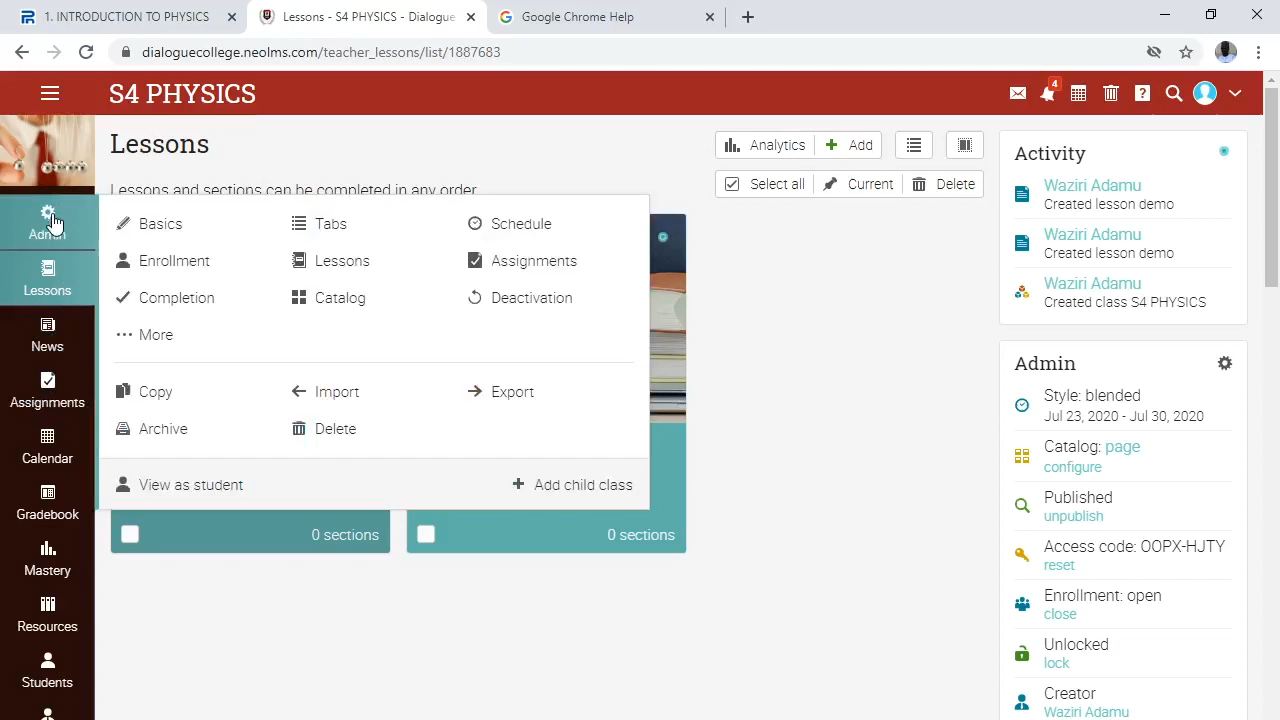 1. INTRODUCTION TO PHYSICS
Lessons - S4 PHYSICS - Dialogue
Google Chrome Help
dialoguecollege.neolms.com/teacher_lessons/list/1887683
S4 PHYSICS
4
Lessons
Analytics
Add
Lessons and sections can be completed in any order
Select all
Current
Delete
Admin
Lessons
News
Assignments
Calendar
Gradebook
Mastery
Resources
Students
Basics
Tabs
Schedule
Enrollment
Lessons
Assignments
Completion
Catalog
Deactivation
More
Copy
Import
Export
Archive
Delete
View as student
Add child class
0 sections
0 sections
Activity
Waziri Adamu
Created lesson demo
Waziri Adamu
Created lesson demo
Waziri Adamu
Created class S4 PHYSICS
Admin
Style: blended
Jul 23, 2020 - Jul 30, 2020
Catalog: page
configure
Published
unpublish
Access code: OOPX-HJTY
reset
Enrollment: open
close
Unlocked
lock
Creator
Waziri Adamu